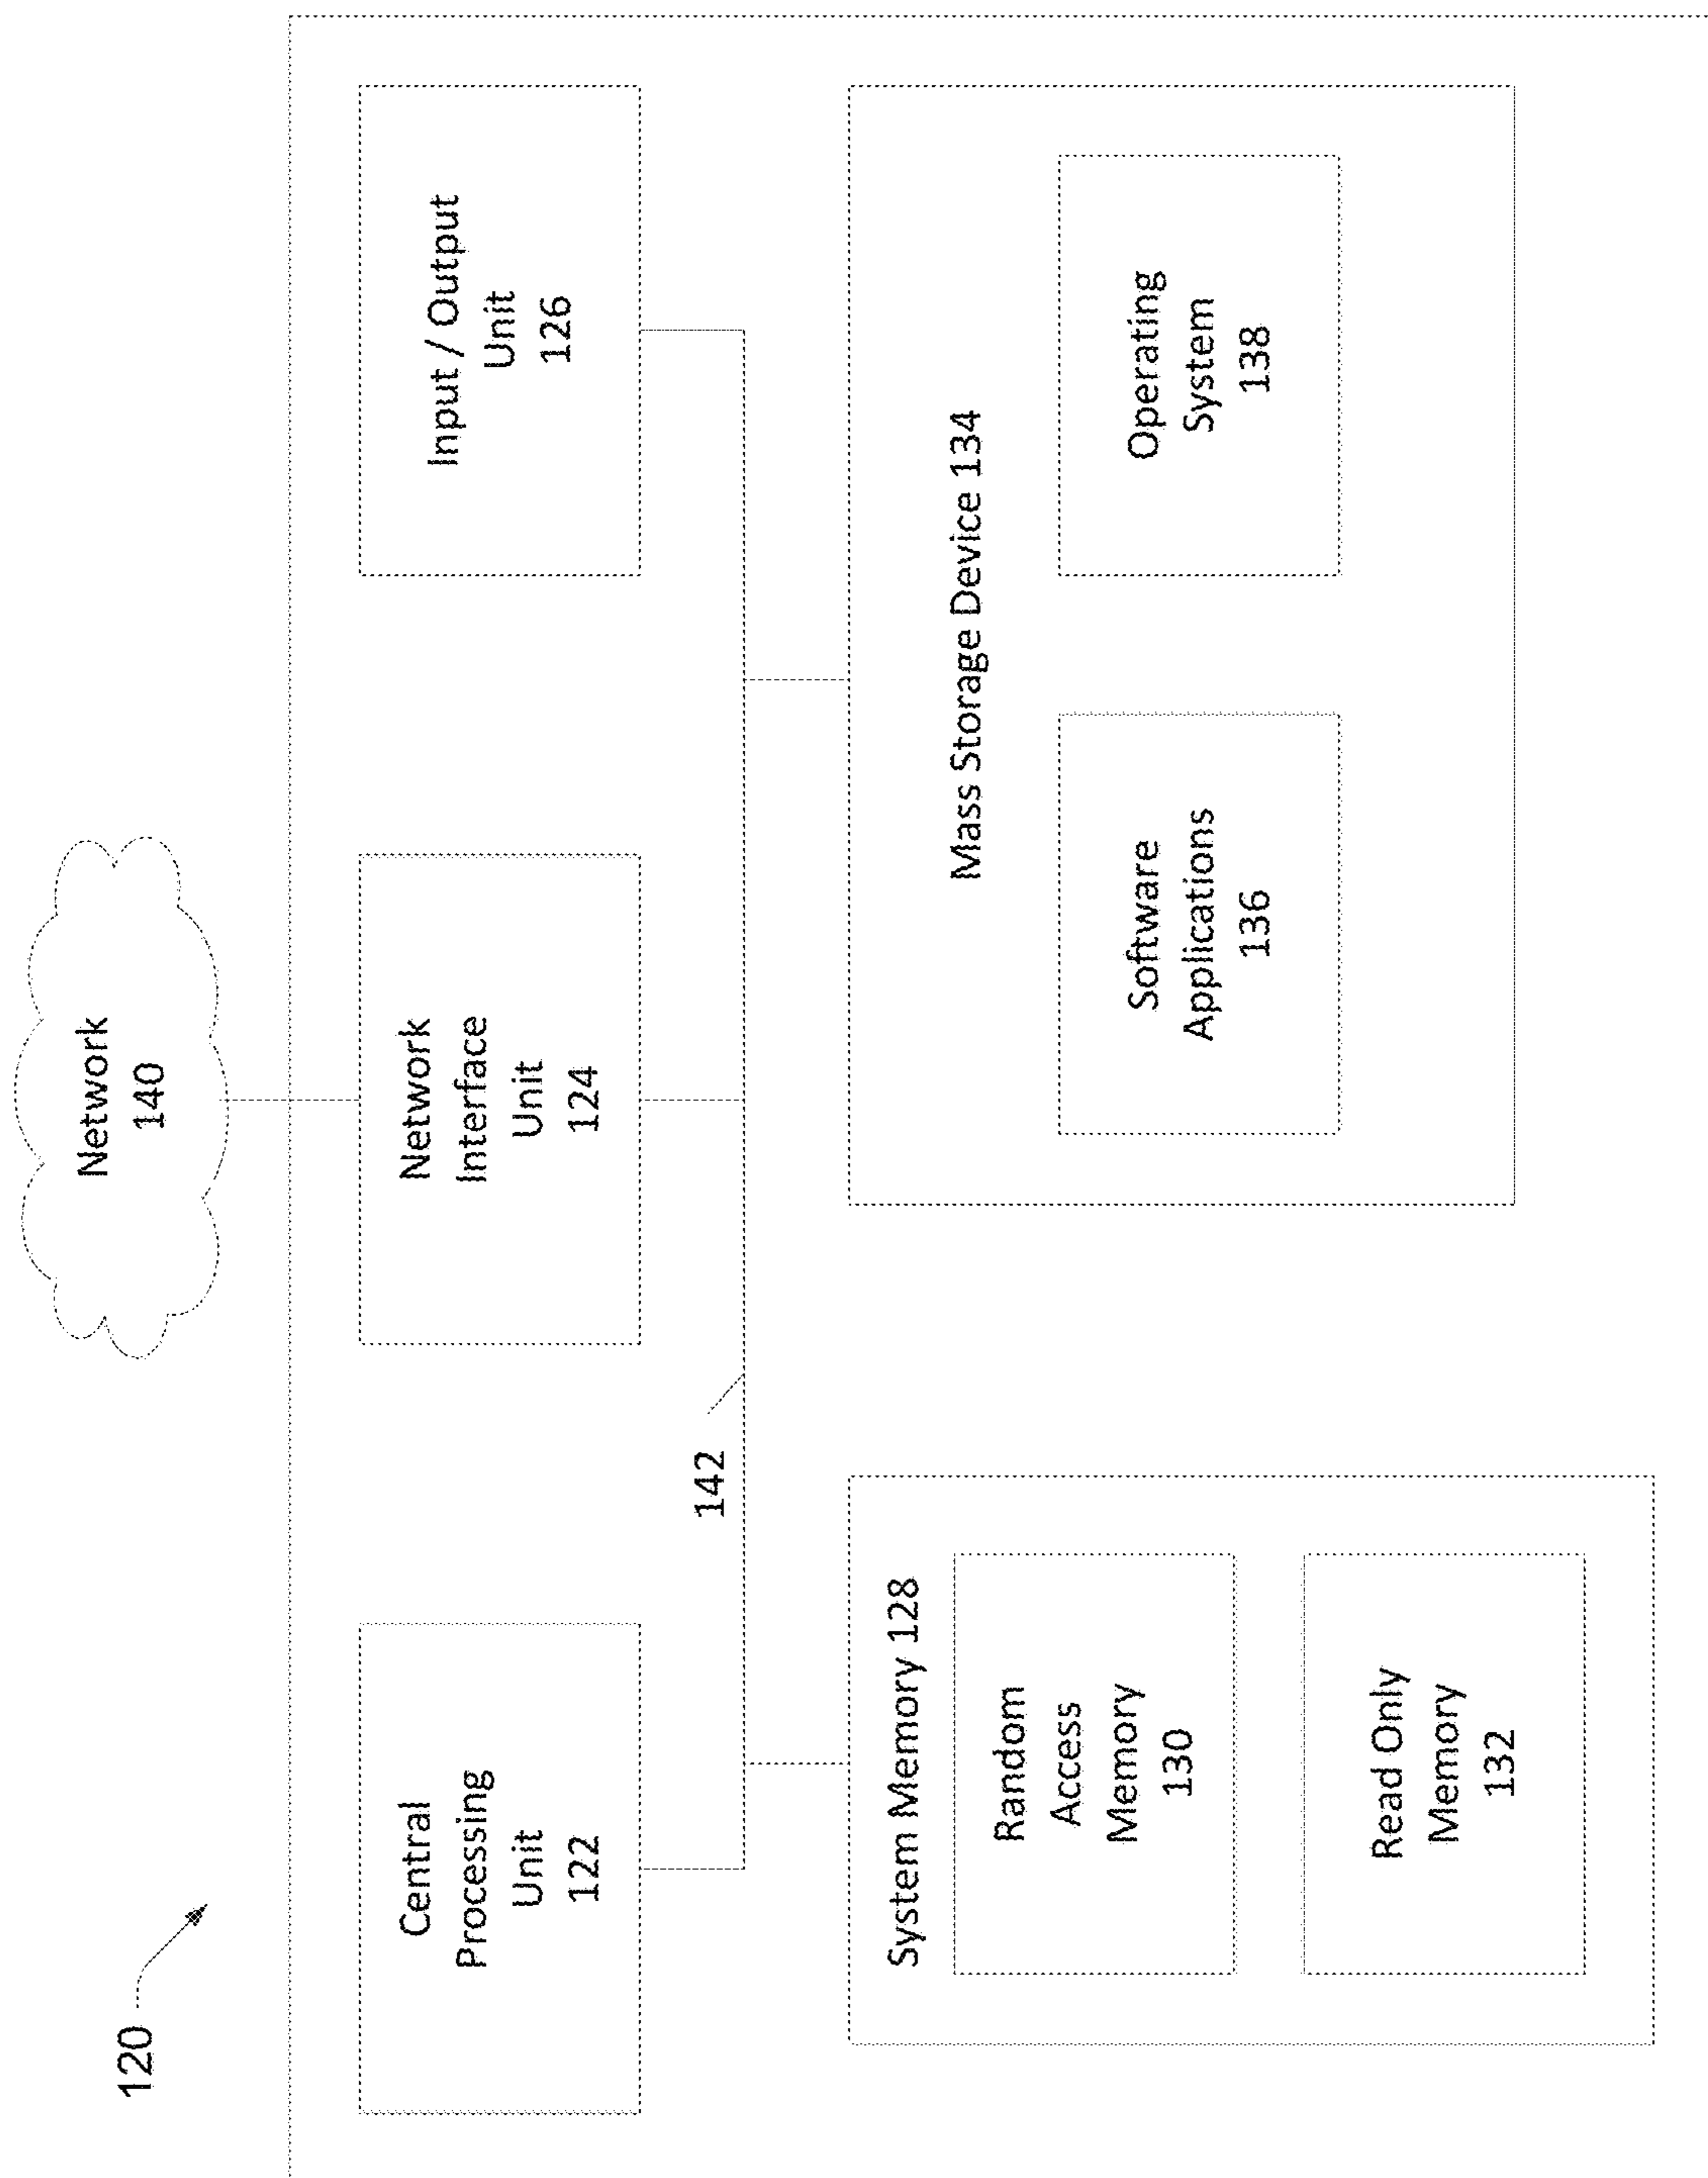 120
Network
140
Central
Processing
Unit
122
Network
Interface
Unit
124
Input / Output
Unit
126
142
System Memory 128
Random
Access
Memory
130
Read Only
Memory
132
Mass Storage Device 134
Software
Applications
136
Operating
System
138